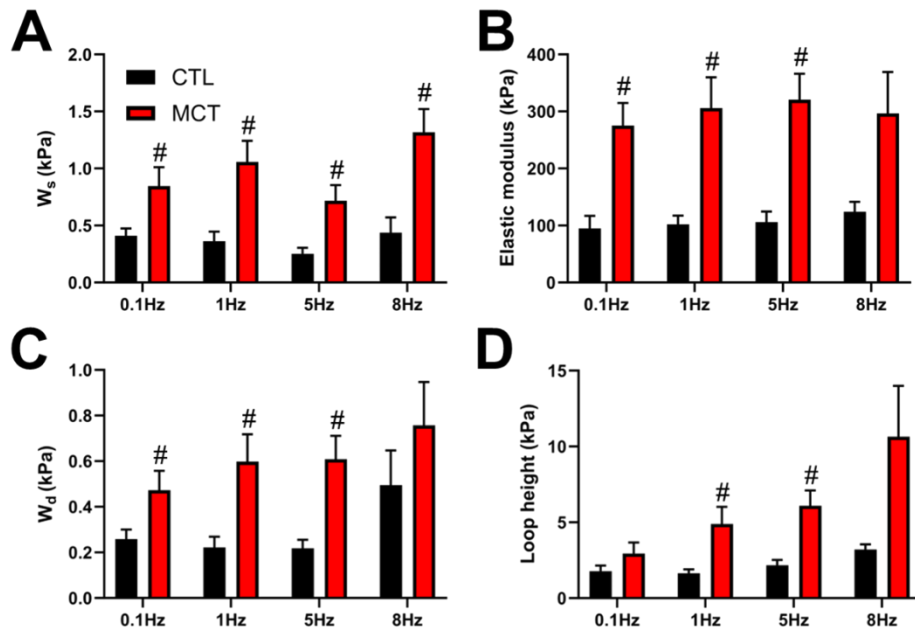 A
2.0
1.5
1.0
0.5
0.0
Ws (kPa)
CTL
MCT
#
#
#
#
0.1Hz 1Hz 5Hz 8Hz
B
400
300
200
100
0
Elastic modulus (kPa)
#
#
#
0.1Hz 1Hz 5Hz 8Hz
C
1.0
0.8
0.6
0.4
0.2
0.0
Wd (kPa)
#
#
#
0.1Hz 1Hz 5Hz 8Hz
D
15
10
5
0
Loop height (kPa)
#
#
0.1Hz 1Hz 5Hz 8Hz